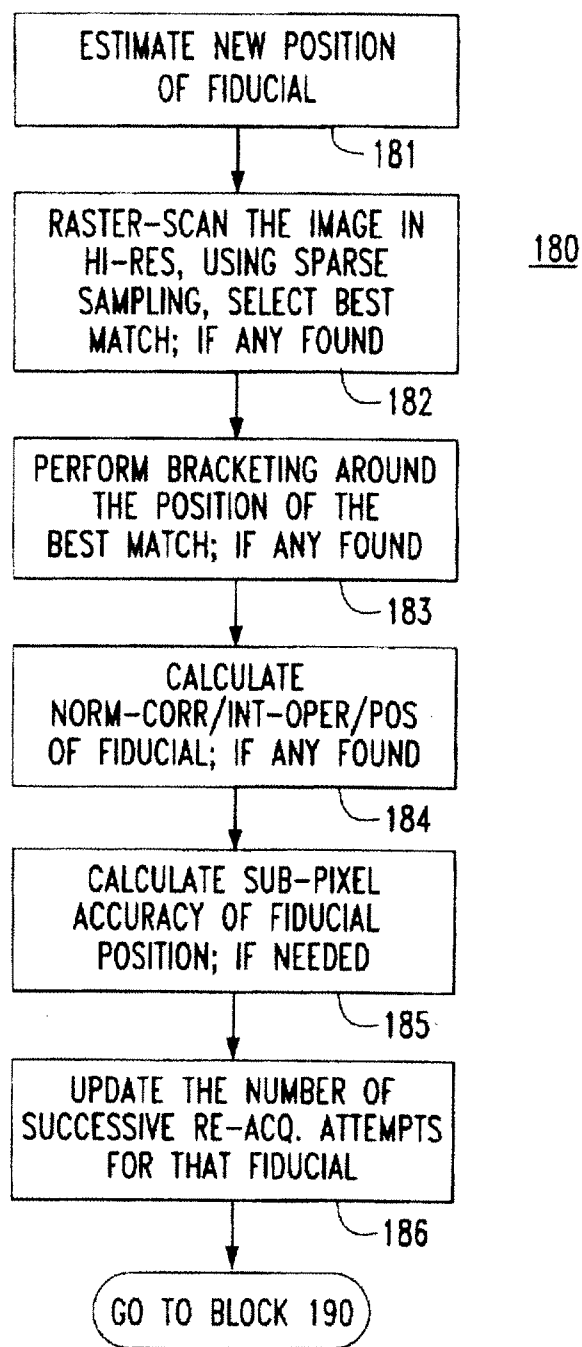 ESTIMATE NEW POSITION
OF FIDUCIAL
181
RASTER-SCAN THE IMAGE IN
HI-RES, USING SPARSE
SAMPLING, SELECT BEST
MATCH; IF ANY FOUND
180
182
PERFORM BRACKETING AROUND
THE POSITION OF THE
BEST MATCH; IF ANY FOUND
183
CALCULATE
NORM-CORR/INT-OPER/POS
OF FIDUCIAL; IF ANY FOUND
184
CALCULATE SUB-PIXEL
ACCURACY OF FIDUCIAL
POSITION; IF NEEDED
185
UPDATE THE NUMBER OF
SUCCESSIVE RE-ACQ. ATTEMPTS
FOR THAT FIDUCIAL
186
GO TO BLOCK 190